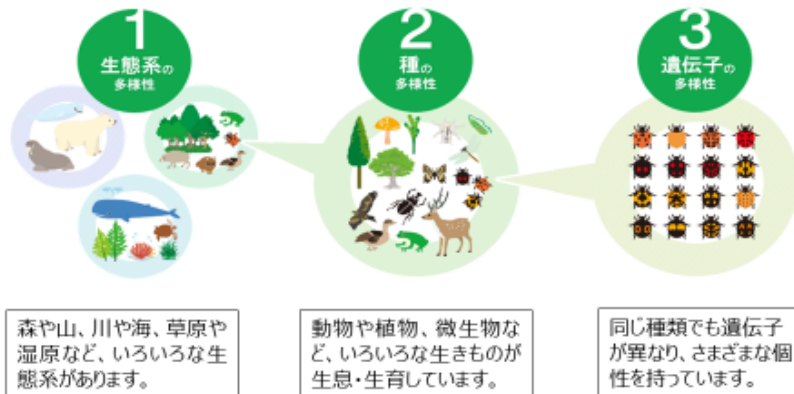 1
生態系の
多様性
2
種の
多様性
3
遺伝子の
多様性
森や山、川や海、草原や
湿原など、いろいろな生
態系があります。
動物や植物、微生物な
ど、いろいろな生きものが
生息・生育しています。
同じ種類でも遺伝子
が異なり、さまざまな個
性を持っています。